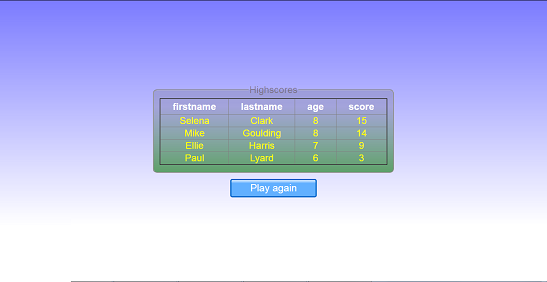 Highscores
firstname lastname age score
Selena Clark 8 15
Mike Goulding 8 14
Ellie Harris 7 9
Paul Lyard 6 3
Play again